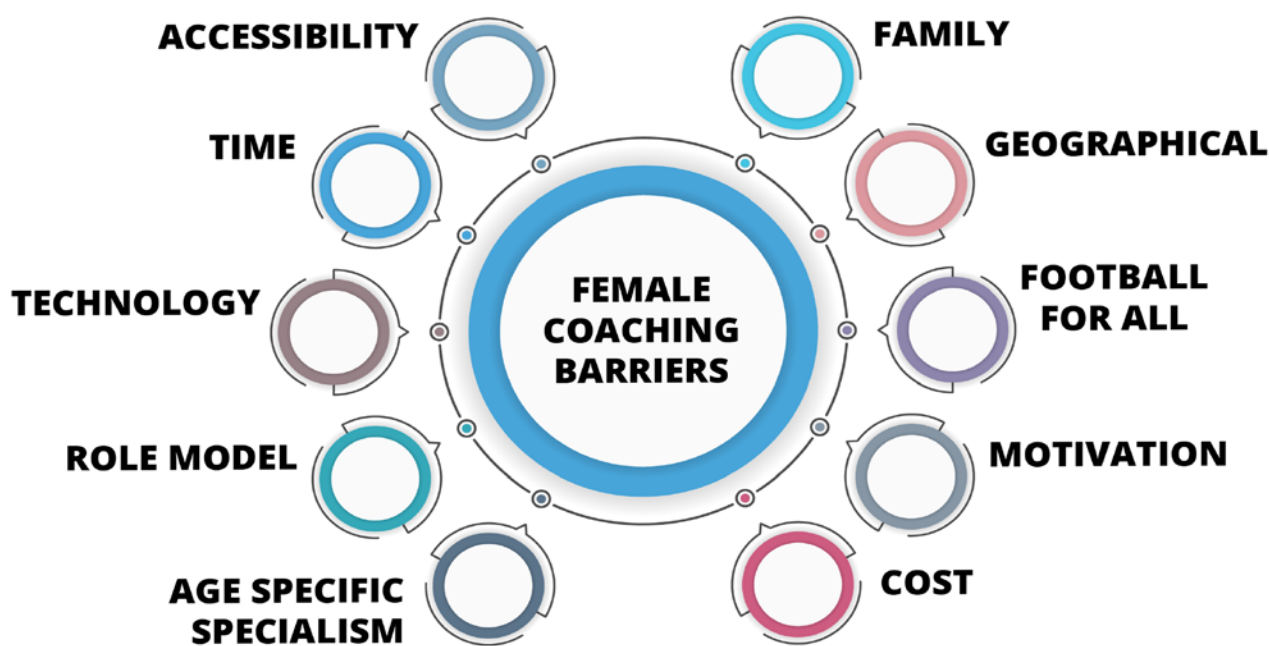 ACCESSIBILITY
FAMILY
TIME
GEOGRAPHICAL
TECHNOLOGY
FEMALE
COACHING
BARRIERS
FOOTBALL
FOR ALL
ROLE MODEL
MOTIVATION
AGE SPECIFIC
SPECIALISM
COST